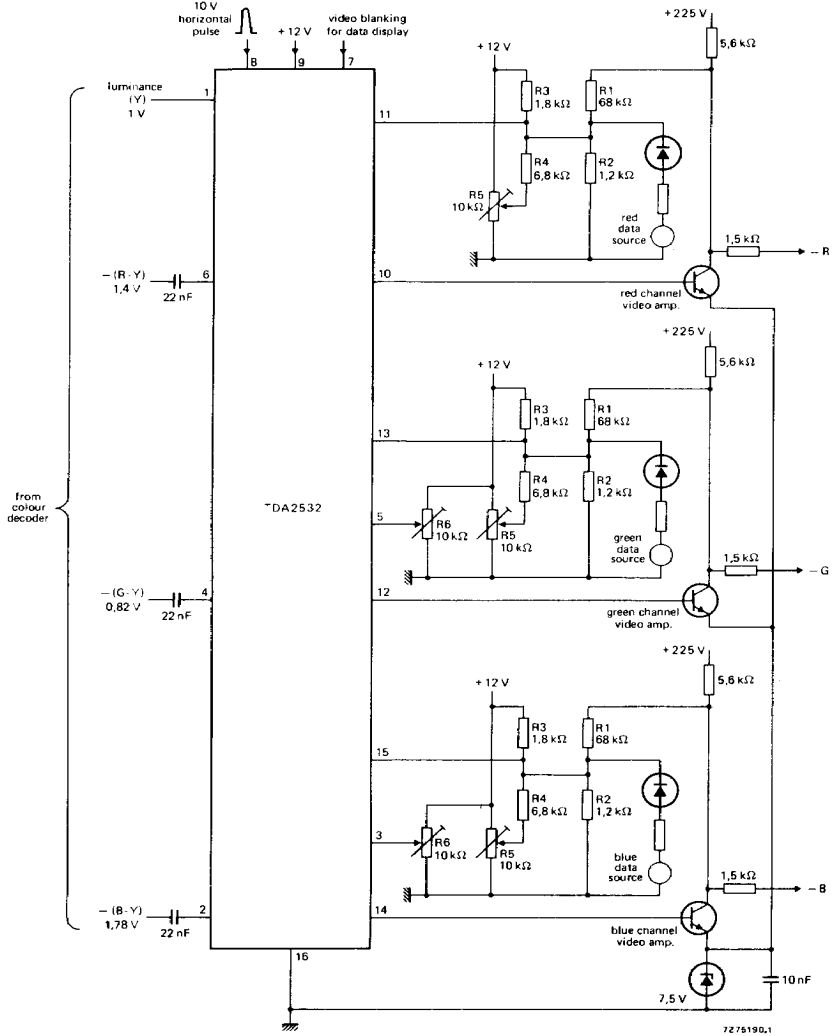 10 V
horizontal
pulse
+12 V
video blanking
for data display
8
9
7
luminance
(Y)
1 V
1
−(R-Y)
1,4 V
22 nF
6
−(G-Y)
0,82 V
22 nF
4
−(B-Y)
1,78 V
22 nF
2
from
colour
decoder
TDA2532
16
11
10
13
5
12
15
3
14
+225 V
5,6 kΩ
+12 V
R3
1,8 kΩ
R1
68 kΩ
R4
6,8 kΩ
R2
1,2 kΩ
R5
10 kΩ
red
data
source
1,5 kΩ
−R
red channel
video amp.
+225 V
5,6 kΩ
+12 V
R3
1,8 kΩ
R1
68 kΩ
R4
6,8 kΩ
R2
1,2 kΩ
R6
10 kΩ
R5
10 kΩ
green
data
source
1,5 kΩ
−G
green channel
video amp.
+225 V
5,6 kΩ
+12 V
R3
1,8 kΩ
R1
68 kΩ
R4
6,8 kΩ
R2
1,2 kΩ
R6
10 kΩ
R5
10 kΩ
blue
data
source
1,5 kΩ
−B
blue channel
video amp.
7,5 V
10 nF
7Z75190.1